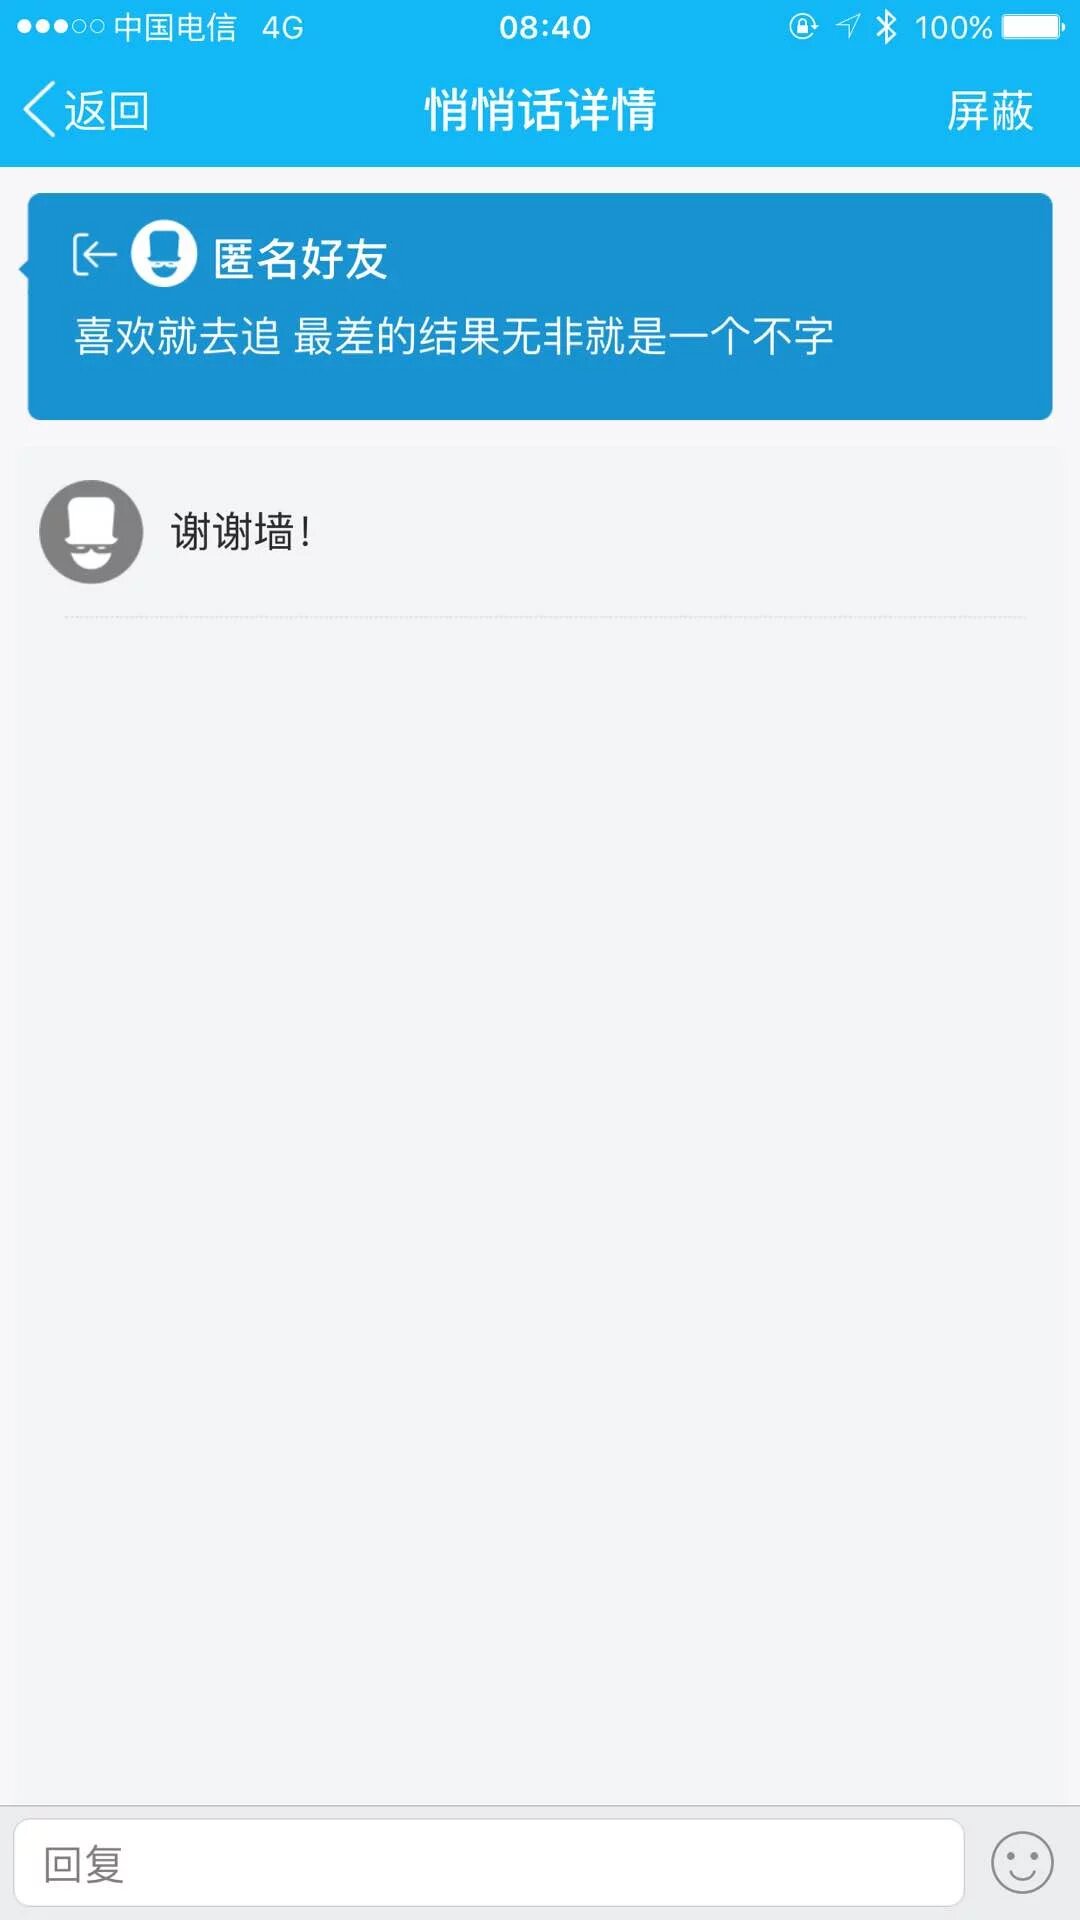 中国电信 4G 08:40 100%
返回 悄悄话详情 屏蔽
匿名好友
喜欢就去追 最差的结果无非就是一个不字
谢谢墙！
回复